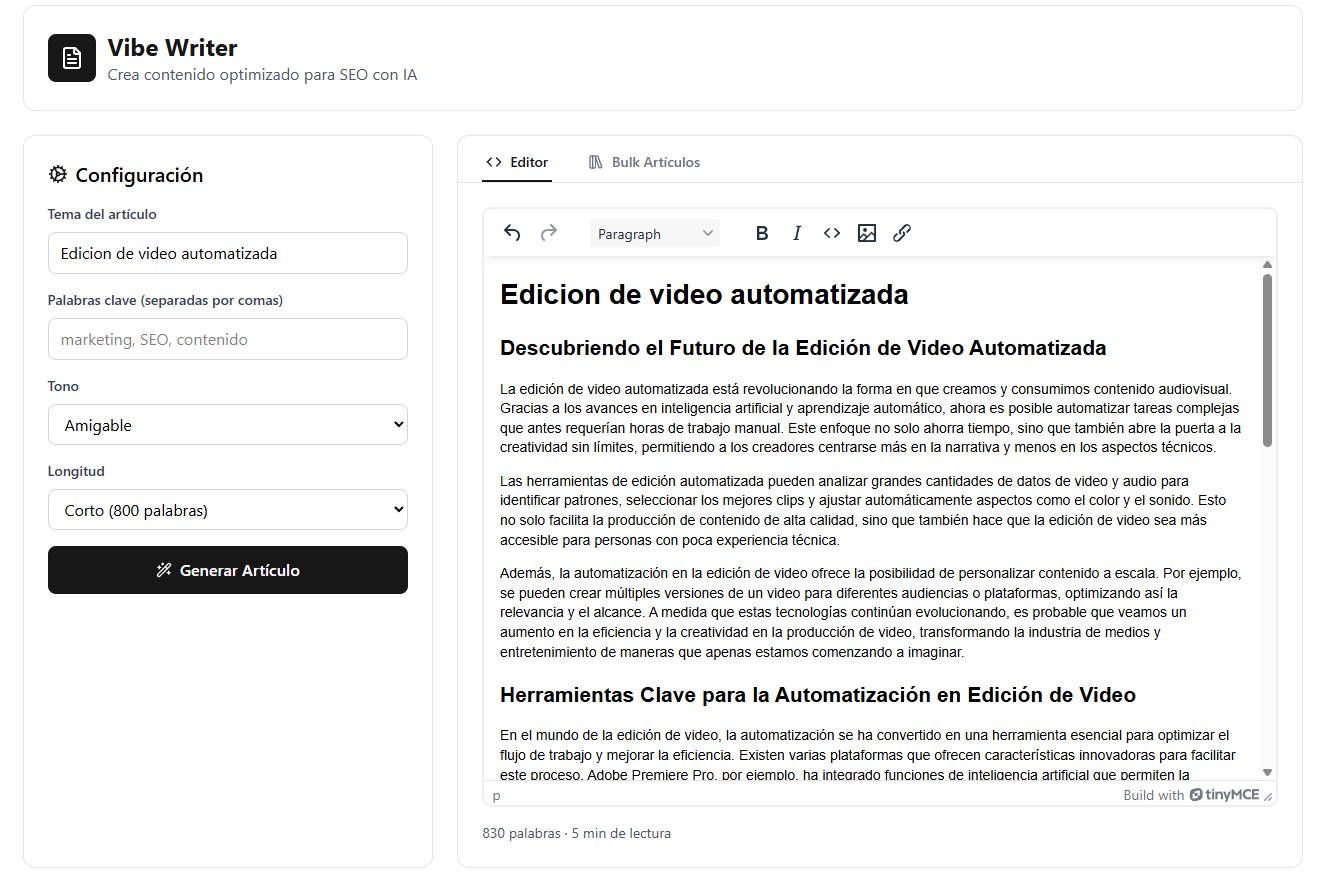 Vibe Writer
Crea contenido optimizado para SEO con IA
Configuración
Tema del artículo
Edicion de video automatizada
Palabras clave (separadas por comas)
marketing, SEO, contenido
Tono
Amigable
Longitud
Corto (800 palabras)
Generar Artículo
Editor
Bulk Artículos
Paragraph
B
I
Edicion de video automatizada
Descubriendo el Futuro de la Edición de Video Automatizada
La edición de video automatizada está revolucionando la forma en que creamos y consumimos contenido audiovisual.
Gracias a los avances en inteligencia artificial y aprendizaje automático, ahora es posible automatizar tareas complejas
que antes requerían horas de trabajo manual. Este enfoque no solo ahorra tiempo, sino que también abre la puerta a la
creatividad sin límites, permitiendo a los creadores centrarse más en la narrativa y menos en los aspectos técnicos.
Las herramientas de edición automatizada pueden analizar grandes cantidades de datos de video y audio para
identificar patrones, seleccionar los mejores clips y ajustar automáticamente aspectos como el color y el sonido. Esto
no solo facilita la producción de contenido de alta calidad, sino que también hace que la edición de video sea más
accesible para personas con poca experiencia técnica.
Además, la automatización en la edición de video ofrece la posibilidad de personalizar contenido a escala. Por ejemplo,
se pueden crear múltiples versiones de un video para diferentes audiencias o plataformas, optimizando así la
relevancia y el alcance. A medida que estas tecnologías continúan evolucionando, es probable que veamos un
aumento en la eficiencia y la creatividad en la producción de video, transformando la industria de medios y
entretenimiento de maneras que apenas estamos comenzando a imaginar.
Herramientas Clave para la Automatización en Edición de Video
En el mundo de la edición de video, la automatización se ha convertido en una herramienta esencial para optimizar el
flujo de trabajo y mejorar la eficiencia. Existen varias plataformas que ofrecen características innovadoras para facilitar
este proceso. Adobe Premiere Pro, por ejemplo, ha integrado funciones de inteligencia artificial que permiten la
p
Build with tinyMCE
830 palabras · 5 min de lectura